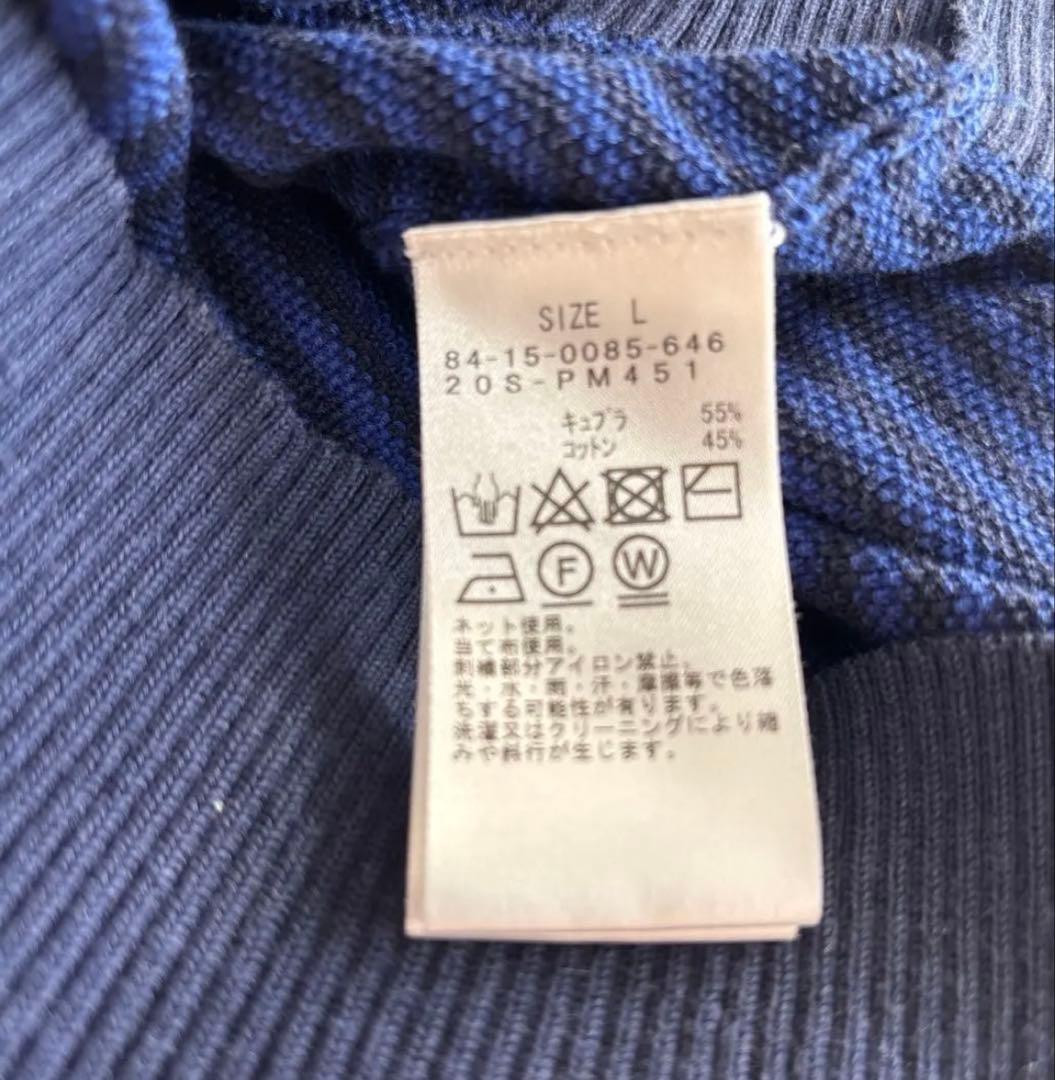 SIZE L
84-15-0085-646
20S-PM451
キュプラ 55%
コットン 45%
F W
ネット使用。
当て布使用。
刺繍部分アイロン禁止。
光・水・雨・汗・摩擦等で色落
ちする可能性が有ります。
洗濯又はクリーニングにより縮
みや斜行が生じます。